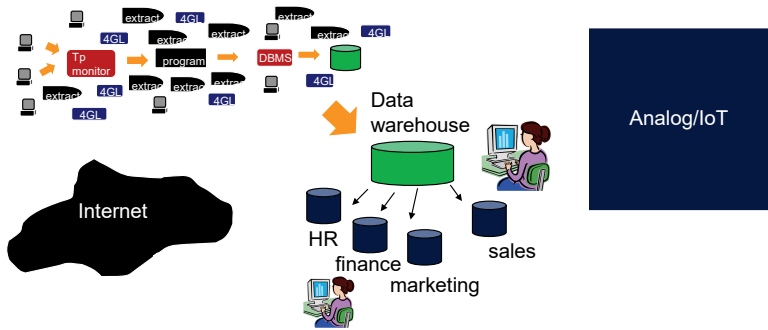 extract
4GL
extract
4GL
extract
4GL
extract
extract
Tp
monitor
program
DBMS
extract
4GL
extract
extract
extract
4GL
4GL
4GL
Data
warehouse
Analog/IoT
Internet
HR
finance
marketing
sales